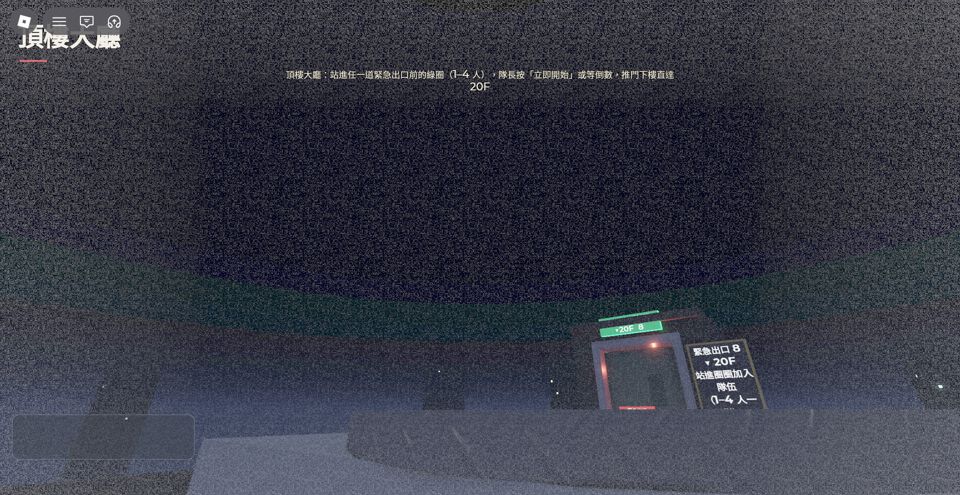 頂樓大廳
頂樓大廳：站進任一道緊急出口前的綠圈（1–4 人），隊長按「立即開始」或等倒數，推門下樓直達
20F
▼20F 8
緊急出口 8
▼ 20F
站進圈圈加入
隊伍
（1–4 人一